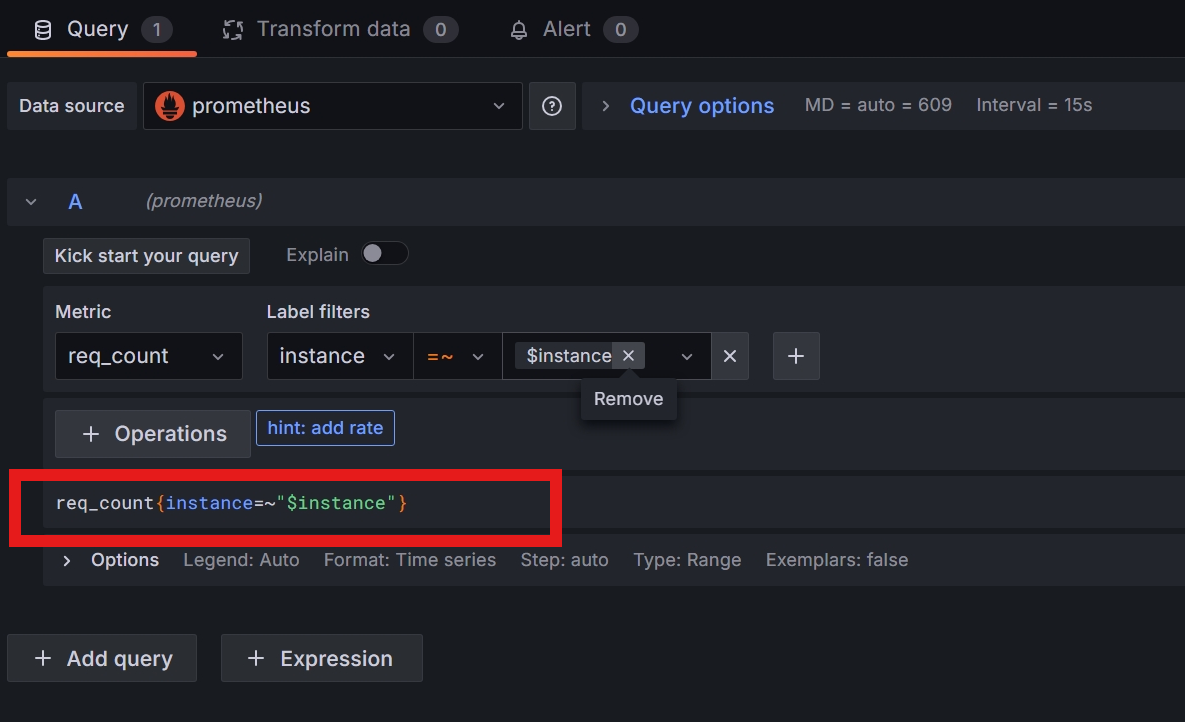 Query 1 Transform data 0 Alert 0
Data source prometheus Query options MD = auto = 609 Interval = 15s
A (prometheus)
Kick start your query Explain
Metric Label filters
req_count instance =~ $instance
Remove
+ Operations hint: add rate
req_count{instance=~"$instance"}
Options Legend: Auto Format: Time series Step: auto Type: Range Exemplars: false
+ Add query + Expression